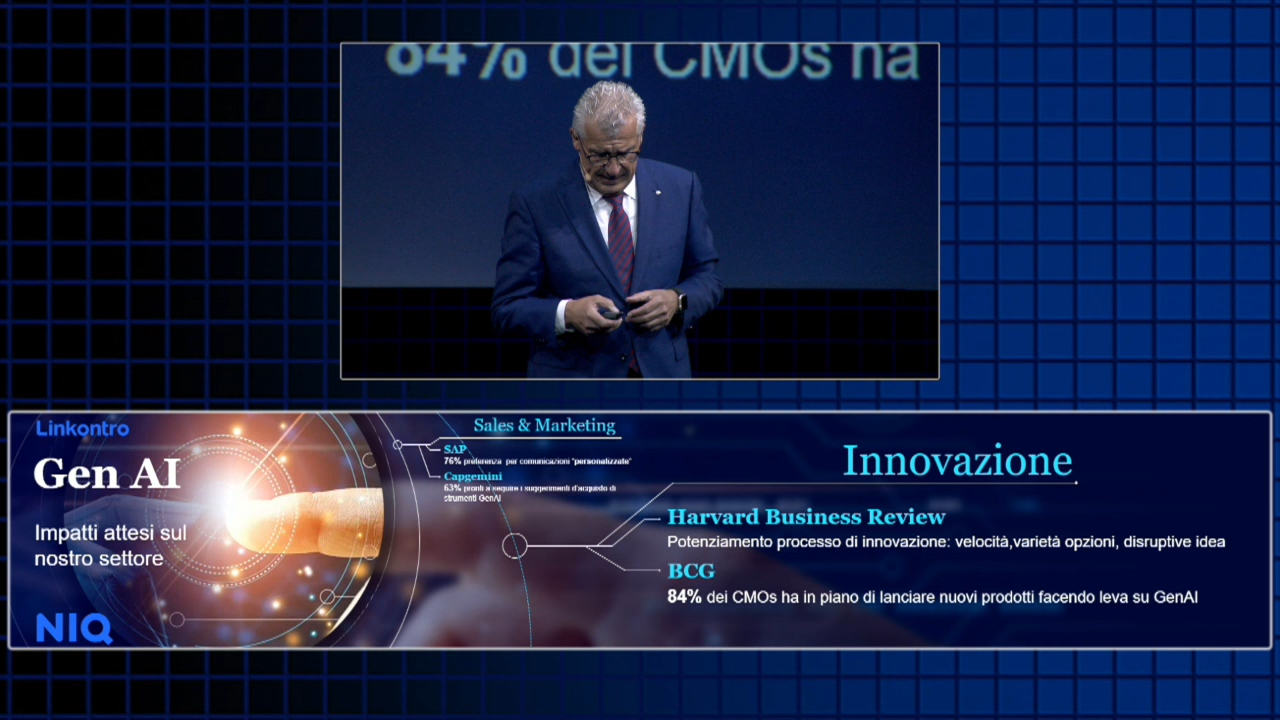 84% dei CMOs ha
Linkontro
Gen AI
Impatti attesi sul
nostro settore
NIQ
Sales & Marketing
SAP
76% preferenza per comunicazioni "personalizzate"
Capgemini
63% pronti a seguire i suggerimenti d'acquisto di
strumenti GenAI
Innovazione
Harvard Business Review
Potenziamento processo di innovazione: velocità,varietà opzioni, disruptive idea
BCG
84% dei CMOs ha in piano di lanciare nuovi prodotti facendo leva su GenAI